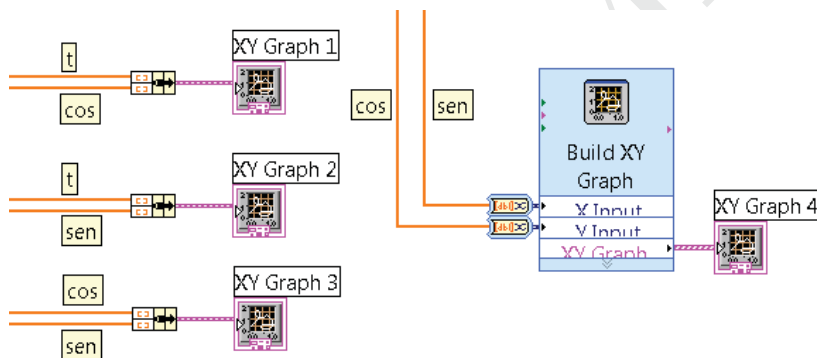 t
XY Graph 1
cos
t
XY Graph 2
sen
cos
XY Graph 3
sen
cos
sen
Build XY
Graph
X Input
Y Input
XY Graph
XY Graph 4